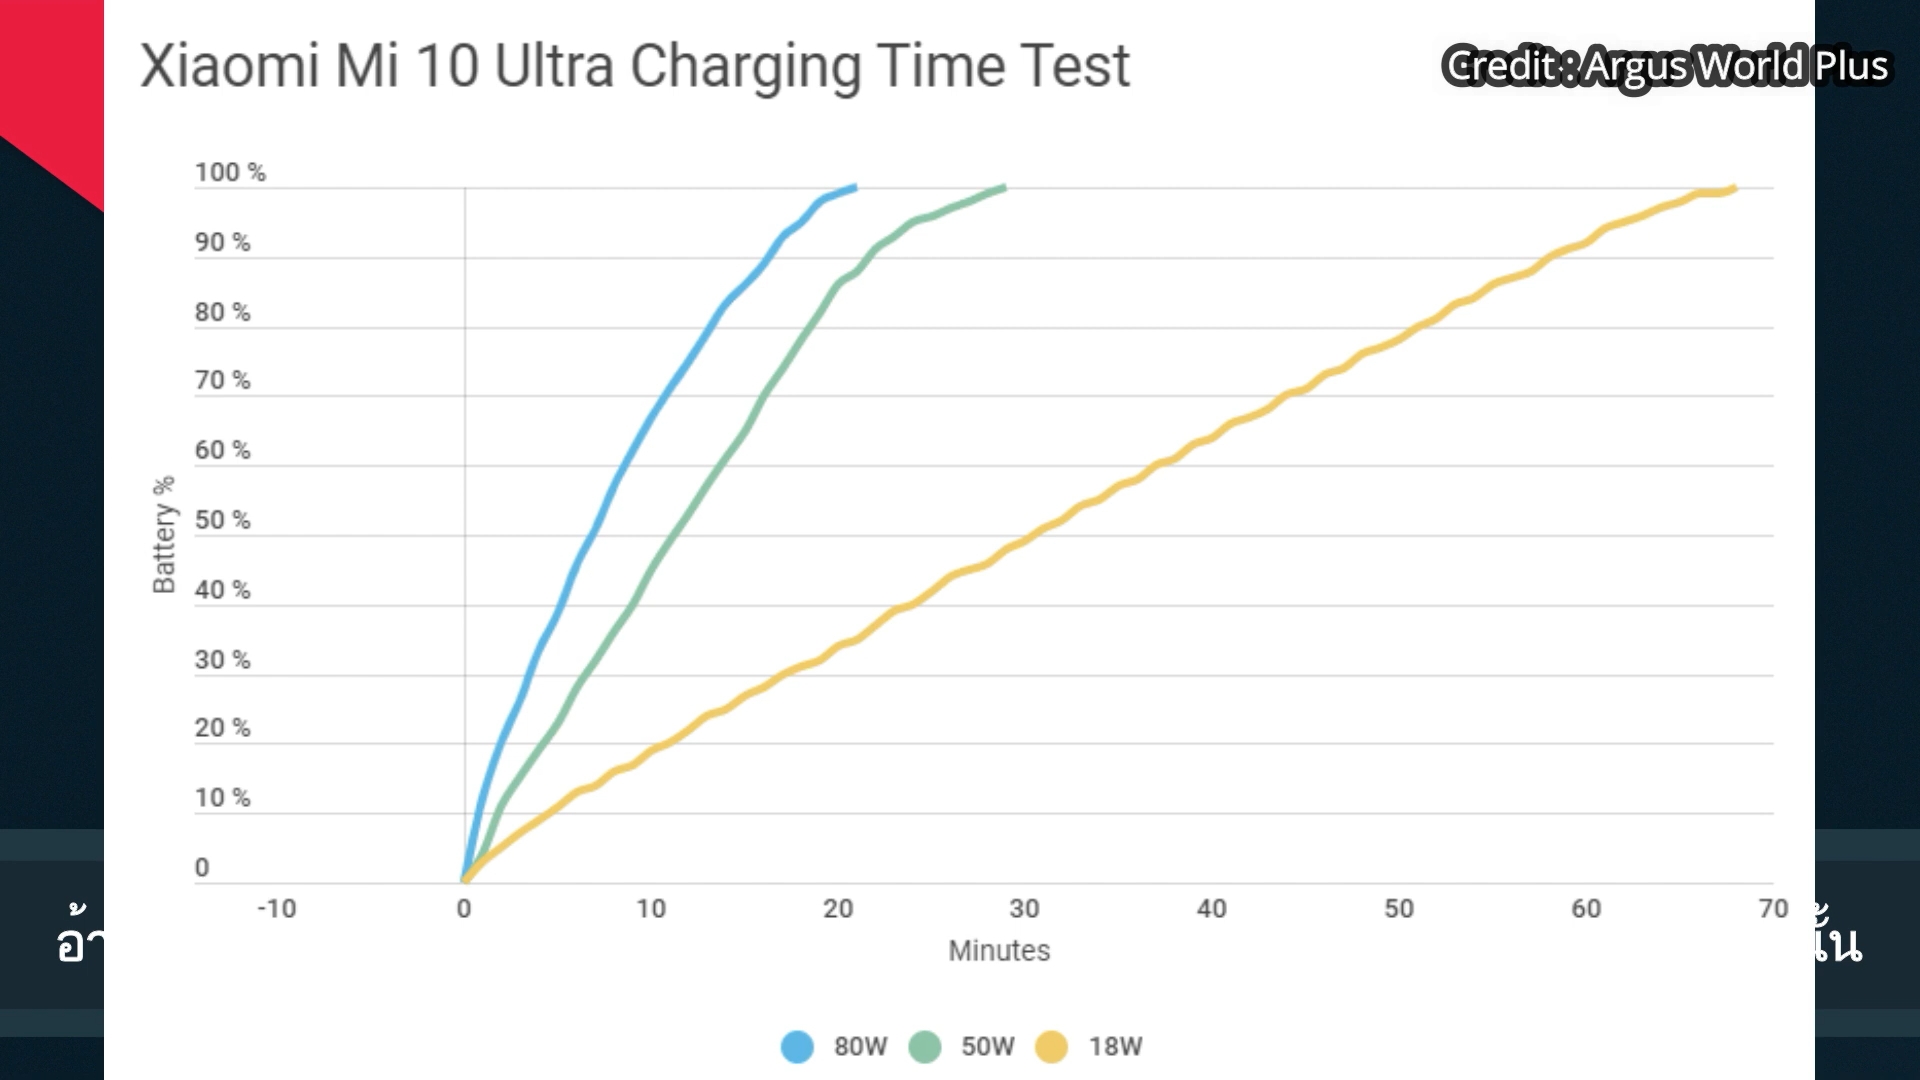 Xiaomi Mi 10 Ultra Charging Time Test
Credit : Argus World Plus
100 %
90 %
80 %
70 %
60 %
50 %
40 %
30 %
20 %
10 %
0
Battery %
-10 0 10 20 30 40 50 60 70
Minutes
80W 50W 18W